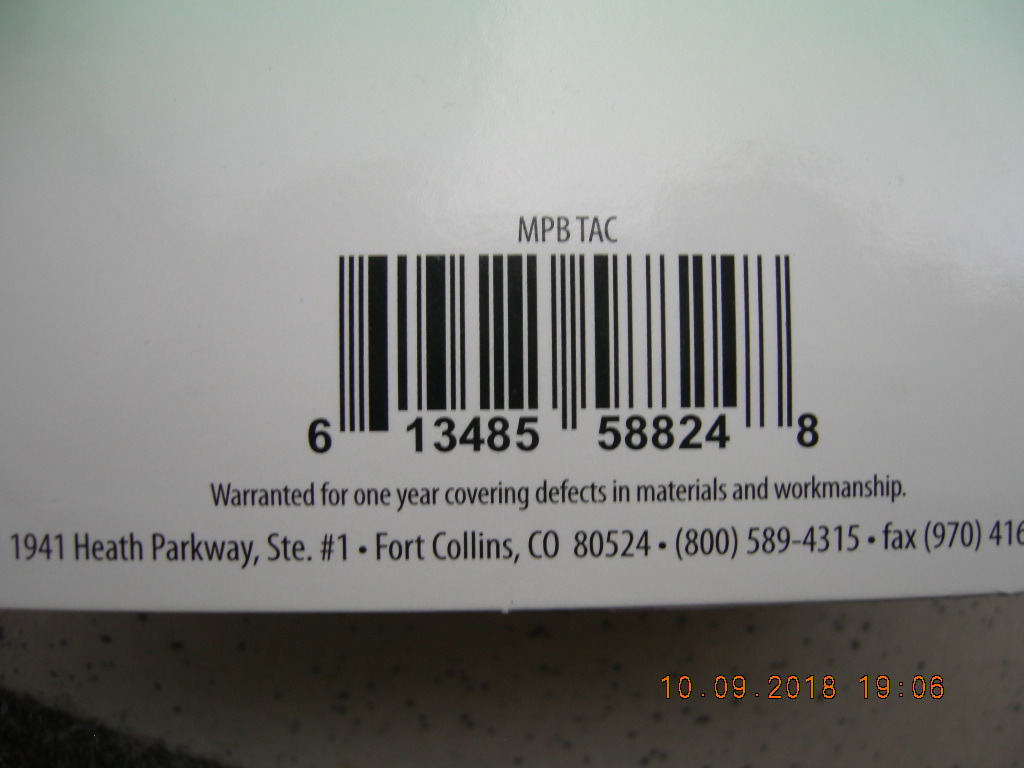 MPB TAC
6 13485 58824 8
Warranted for one year covering defects in materials and workmanship.
1941 Heath Parkway, Ste. #1 • Fort Collins, CO 80524 • (800) 589-4315 • fax (970) 416
10.09.2018 19:06